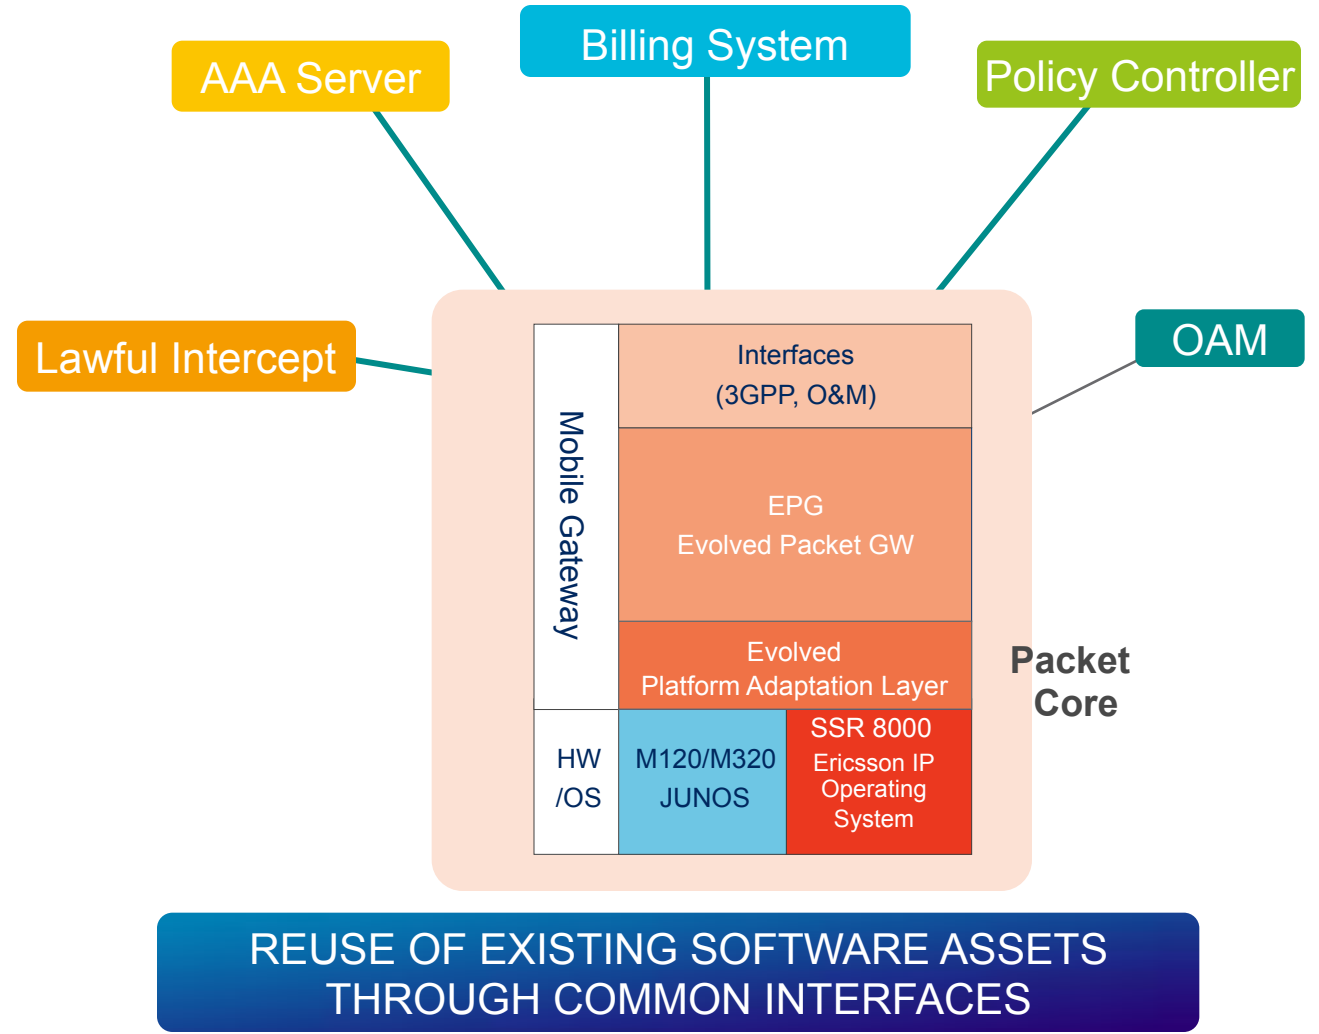 Billing System
AAA Server
Policy Controller
Lawful Intercept
OAM
Interfaces
(3GPP, O&M)
Mobile Gateway
EPG
Evolved Packet GW
Evolved
Platform Adaptation Layer
Packet
Core
HW
/OS
M120/M320
JUNOS
SSR 8000
Ericsson IP
Operating
System
REUSE OF EXISTING SOFTWARE ASSETS
THROUGH COMMON INTERFACES